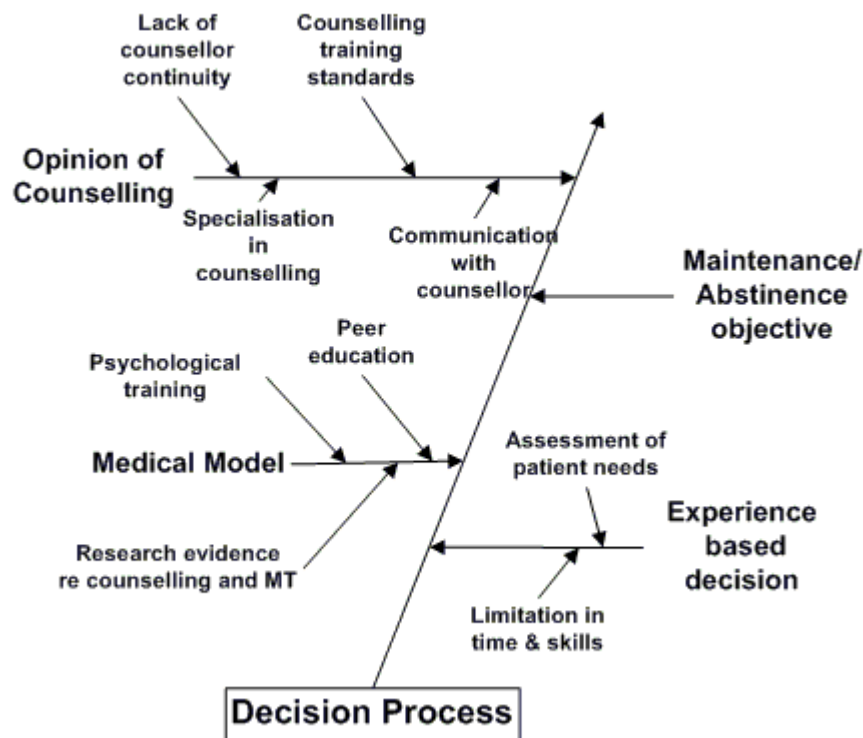 Lack of
counsellor
continuity
Counselling
training
standards
Opinion of
Counselling
Specialisation
in
counselling
Communication
with
counsellor
Maintenance/
Abstinence
objective
Peer
education
Psychological
training
Medical Model
Assessment of
patient needs
Experience
based
decision
Research evidence
re counselling and MT
Limitation in
time & skills
Decision Process